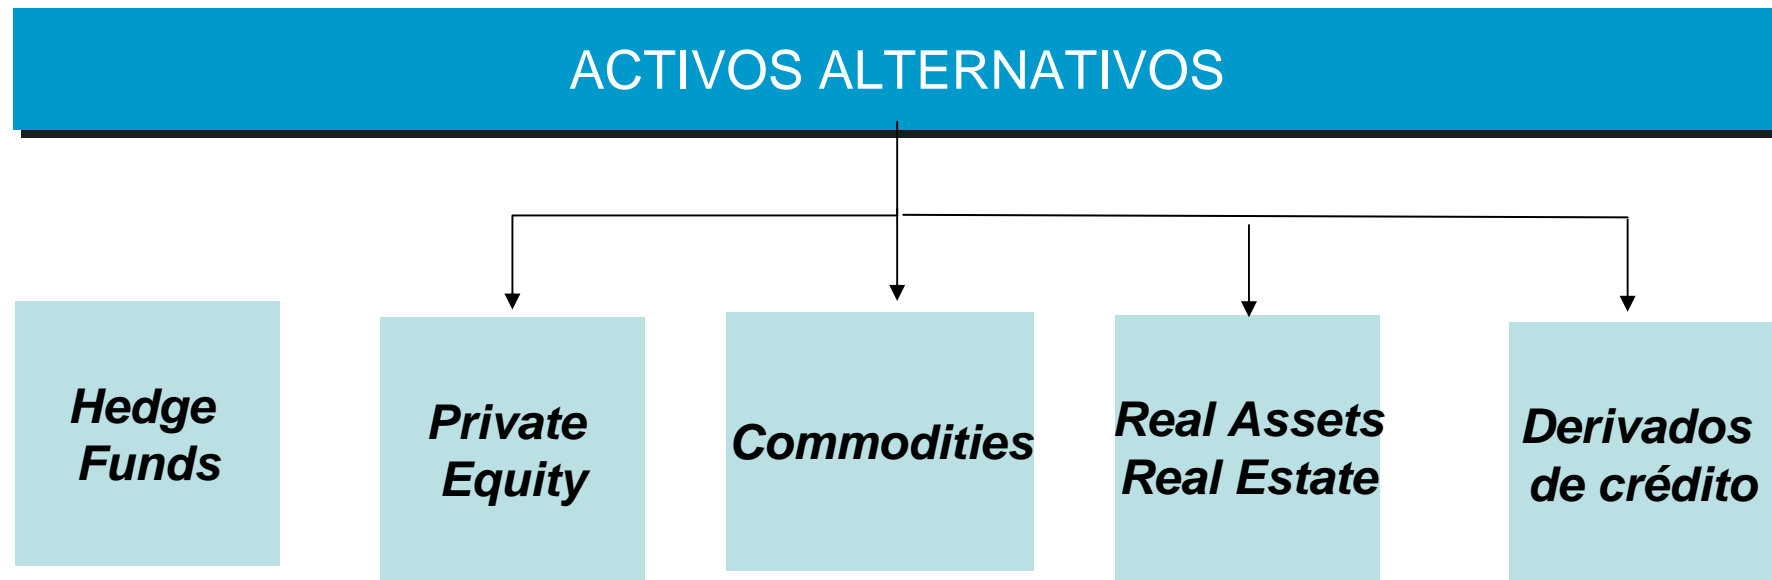 ACTIVOS ALTERNATIVOS
Hedge
Funds
Private
Equity
Commodities
Real Assets
Real Estate
Derivados
de crédito